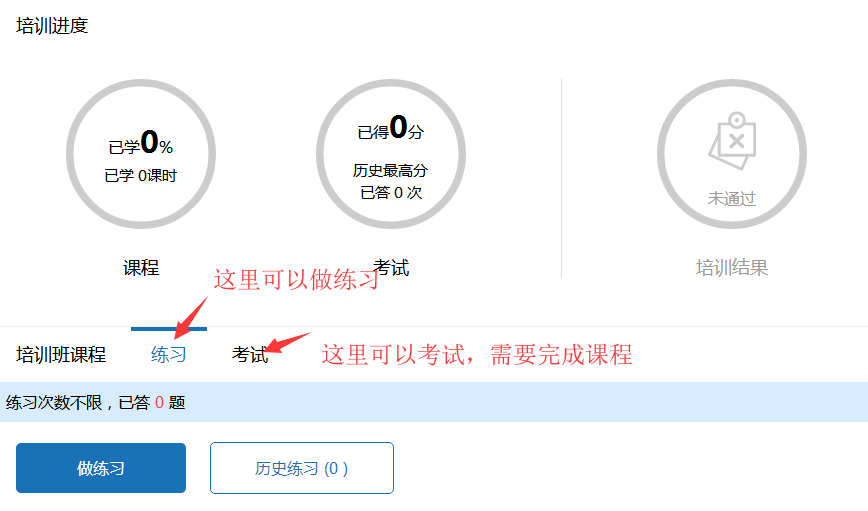 培训进度
已学0%
已学 0课时
已得0分
历史最高分
已答 0 次
未通过
课程
考试
培训结果
这里可以做练习
培训班课程
练习
考试
这里可以考试，需要完成课程
练习次数不限，已答 0 题
做练习
历史练习 (0 )